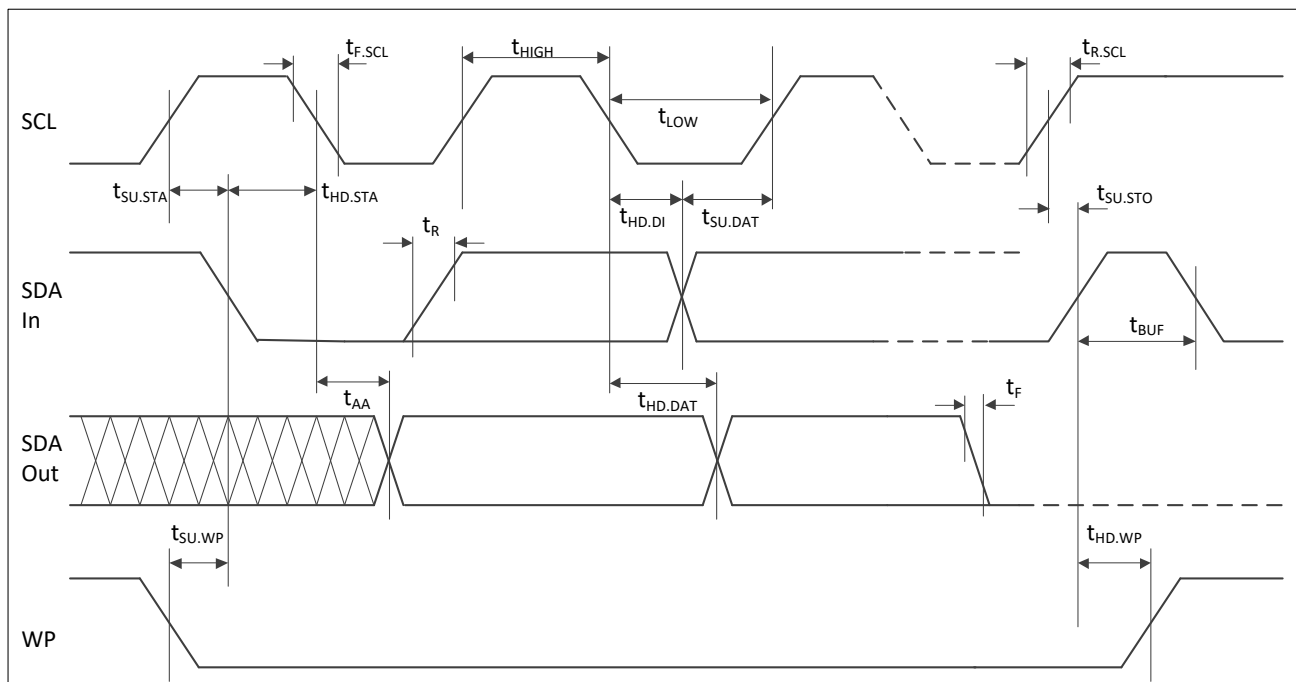 tF.SCL
tHIGH
tR.SCL
SCL
tLOW
tSU.STA
tHD.STA
tHD.DI
tSU.DAT
tSU.STO
tR
SDA
In
tBUF
tAA
tHD.DAT
tF
SDA
Out
tSU.WP
tHD.WP
WP